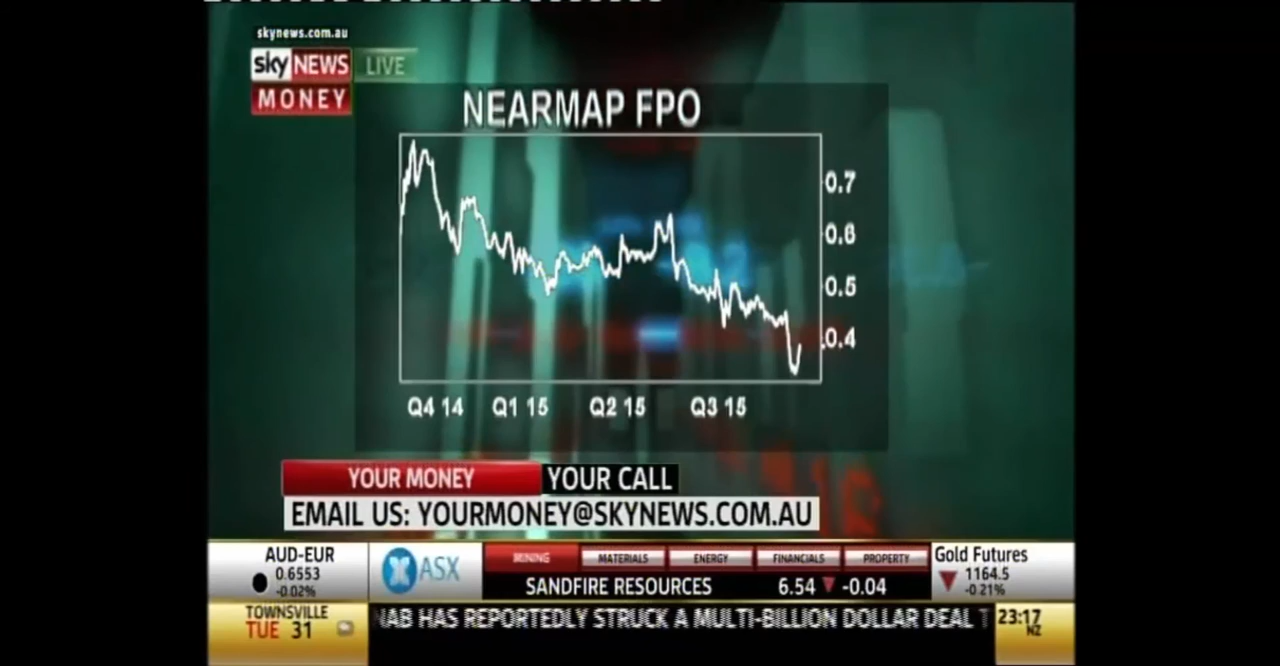 skynews.com.au
sky NEWS LIVE
MONEY
NEARMAP FPO
0.7
0.6
0.5
0.4
Q4 14 Q1 15 Q2 15 Q3 15
YOUR MONEY YOUR CALL
EMAIL US: YOURMONEY@SKYNEWS.COM.AU
AUD-EUR
0.6553
-0.02%
ASX
MINING MATERIALS ENERGY FINANCIALS PROPERTY
SANDFIRE RESOURCES 6.54 -0.04
Gold Futures
1164.5
-0.21%
TOWNSVILLE
TUE 31
NAB HAS REPORTEDLY STRUCK A MULTI-BILLION DOLLAR DEAL T
23:17
NZ